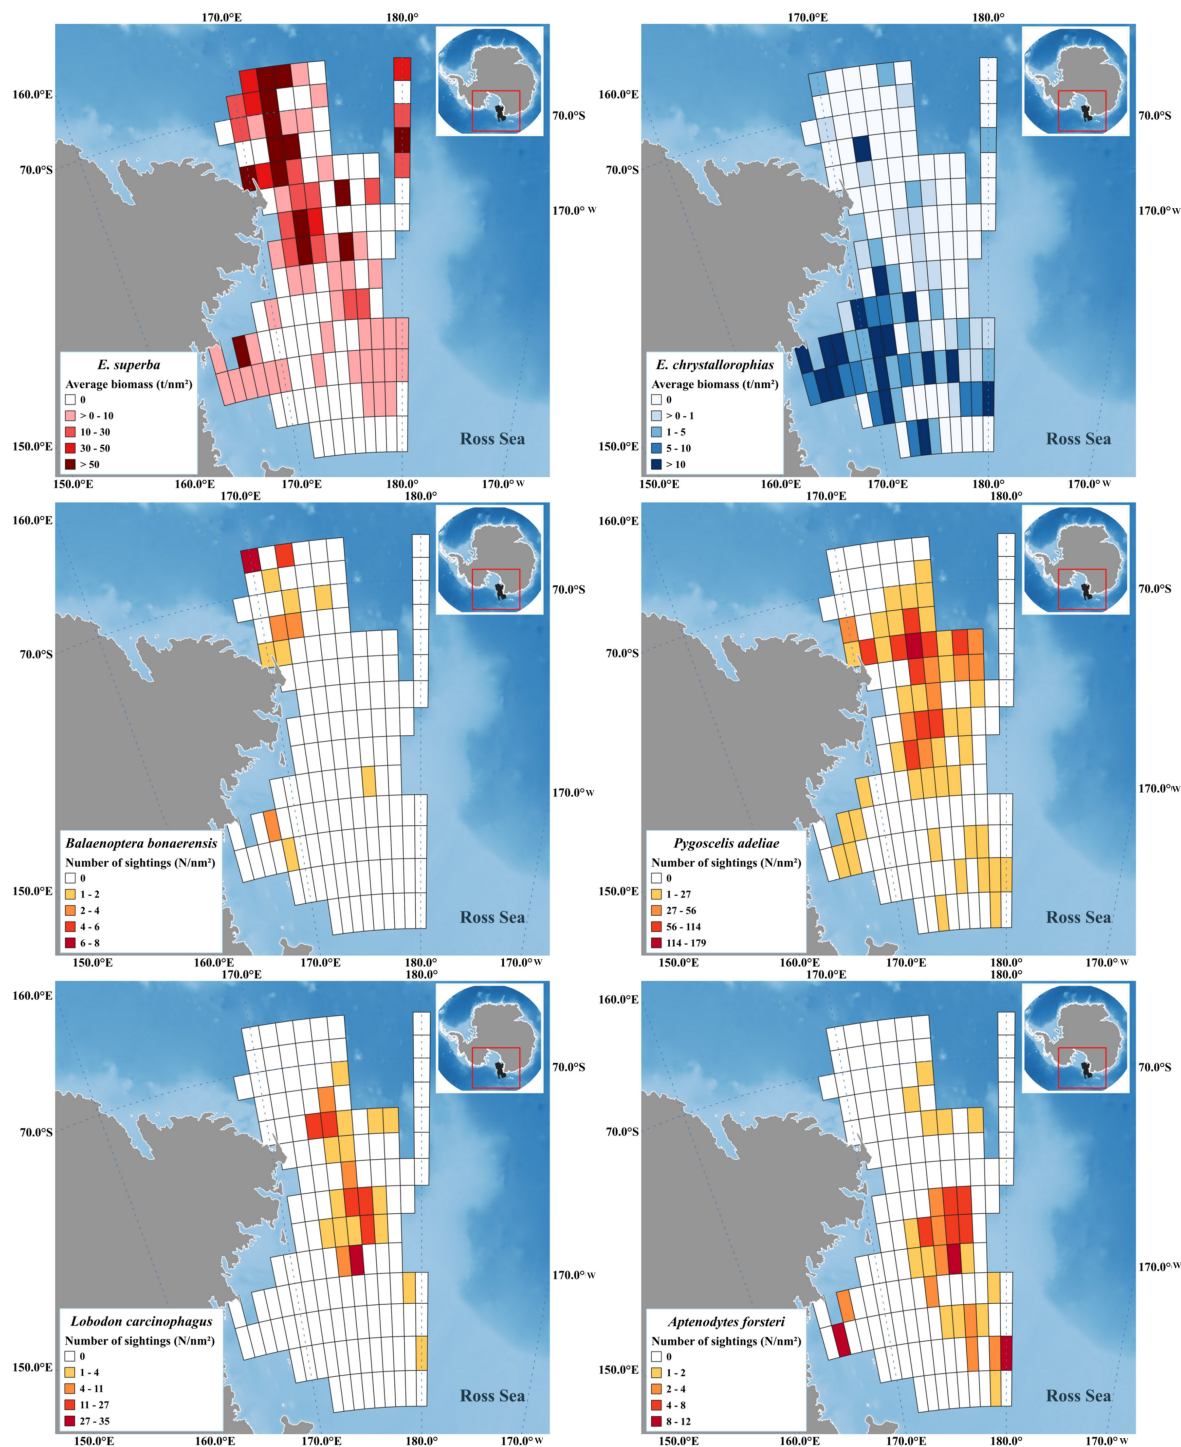 170.0°E 180.0° 170.0°E 180.0°
160.0°E 160.0°E
70.0°S 70.0°S
70.0°S 70.0°S
170.0° W 170.0°W
E. superba
Average biomass (t/nm²)
0
> 0 - 10
10 - 30
30 - 50
> 50
E. chrystallorophias
Average biomass (t/nm²)
0
> 0 - 1
1 - 5
5 - 10
> 10
Ross Sea Ross Sea
150.0°E 150.0°E
150.0°E 160.0°E 170.0°E 180.0° 170.0°W 150.0°E 160.0°E 170.0°E 180.0° 170.0°W
170.0°E 180.0° 170.0°E 180.0°
160.0°E 160.0°E
70.0°S 70.0°S
70.0°S 70.0°S
170.0°W 170.0°W
Balaenoptera bonaerensis
Number of sightings (N/nm²)
0
1 - 2
2 - 4
4 - 6
6 - 8
Pygoscelis adeliae
Number of sightings (N/nm²)
0
1 - 27
27 - 56
56 - 114
114 - 179
150.0°E 150.0°E
Ross Sea Ross Sea
150.0°E 160.0°E 170.0°E 180.0° 170.0°W 150.0°E 160.0°E 170.0°E 180.0° 170.0°W
170.0°E 180.0° 170.0°E 180.0°
160.0°E 160.0°E
70.0°S 70.0°S
70.0°S 70.0°S
170.0° W 170.0°W
Lobodon carcinophagus
Number of sightings (N/nm²)
0
1 - 4
4 - 11
11 - 27
27 - 35
Aptenodytes forsteri
Number of sightings (N/nm²)
0
1 - 2
2 - 4
4 - 8
8 - 12
150.0°E 150.0°E
Ross Sea Ross Sea
150.0°E 160.0°E 170.0°E 180.0° 170.0°W 150.0°E 160.0°E 170.0°E 180.0° 170.0°W